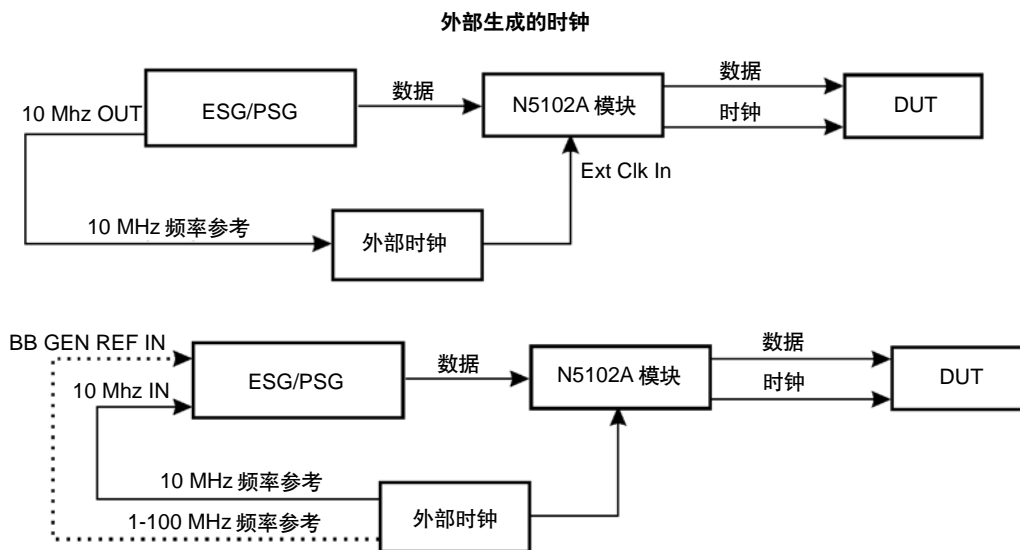 外部生成的时钟
10 Mhz OUT
ESG/PSG
数据
N5102A 模块
数据
时钟
DUT
Ext Clk In
10 MHz 频率参考
外部时钟
BB GEN REF IN
10 Mhz IN
ESG/PSG
数据
N5102A 模块
数据
时钟
DUT
10 MHz 频率参考
1-100 MHz 频率参考
外部时钟